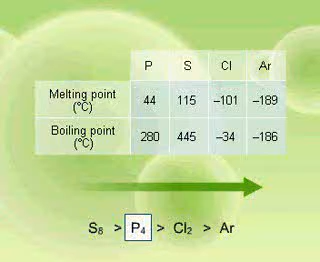 P S Cl Ar
Melting point (°C) 44 115 –101 –189
Boiling point (°C) 280 445 –34 –186
S₈ > P₄ > Cl₂ > Ar